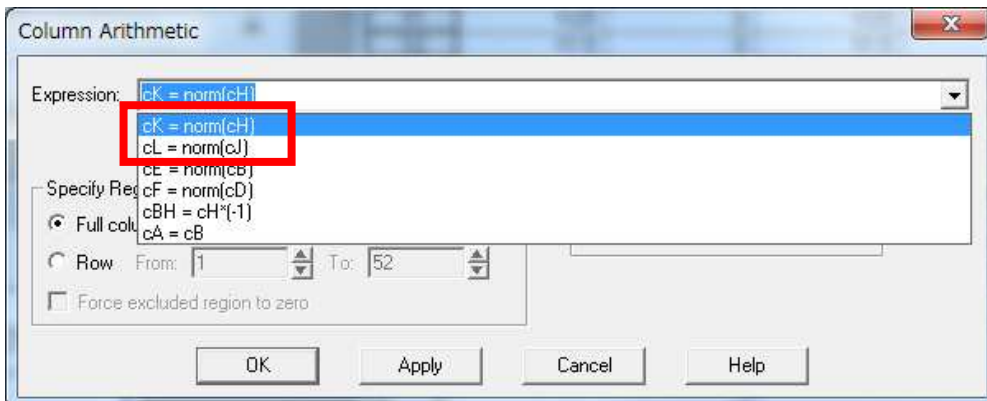 Column Arithmetic
Expression: cK = norm(cH)
cK = norm(cH)
cL = norm(cJ)
cE = norm(cB)
Specify Reg
cF = norm(cD)
cBH = cH*(-1)
Full colu
cA = cB
Row From: 1 To: 52
Force excluded region to zero
OK Apply Cancel Help